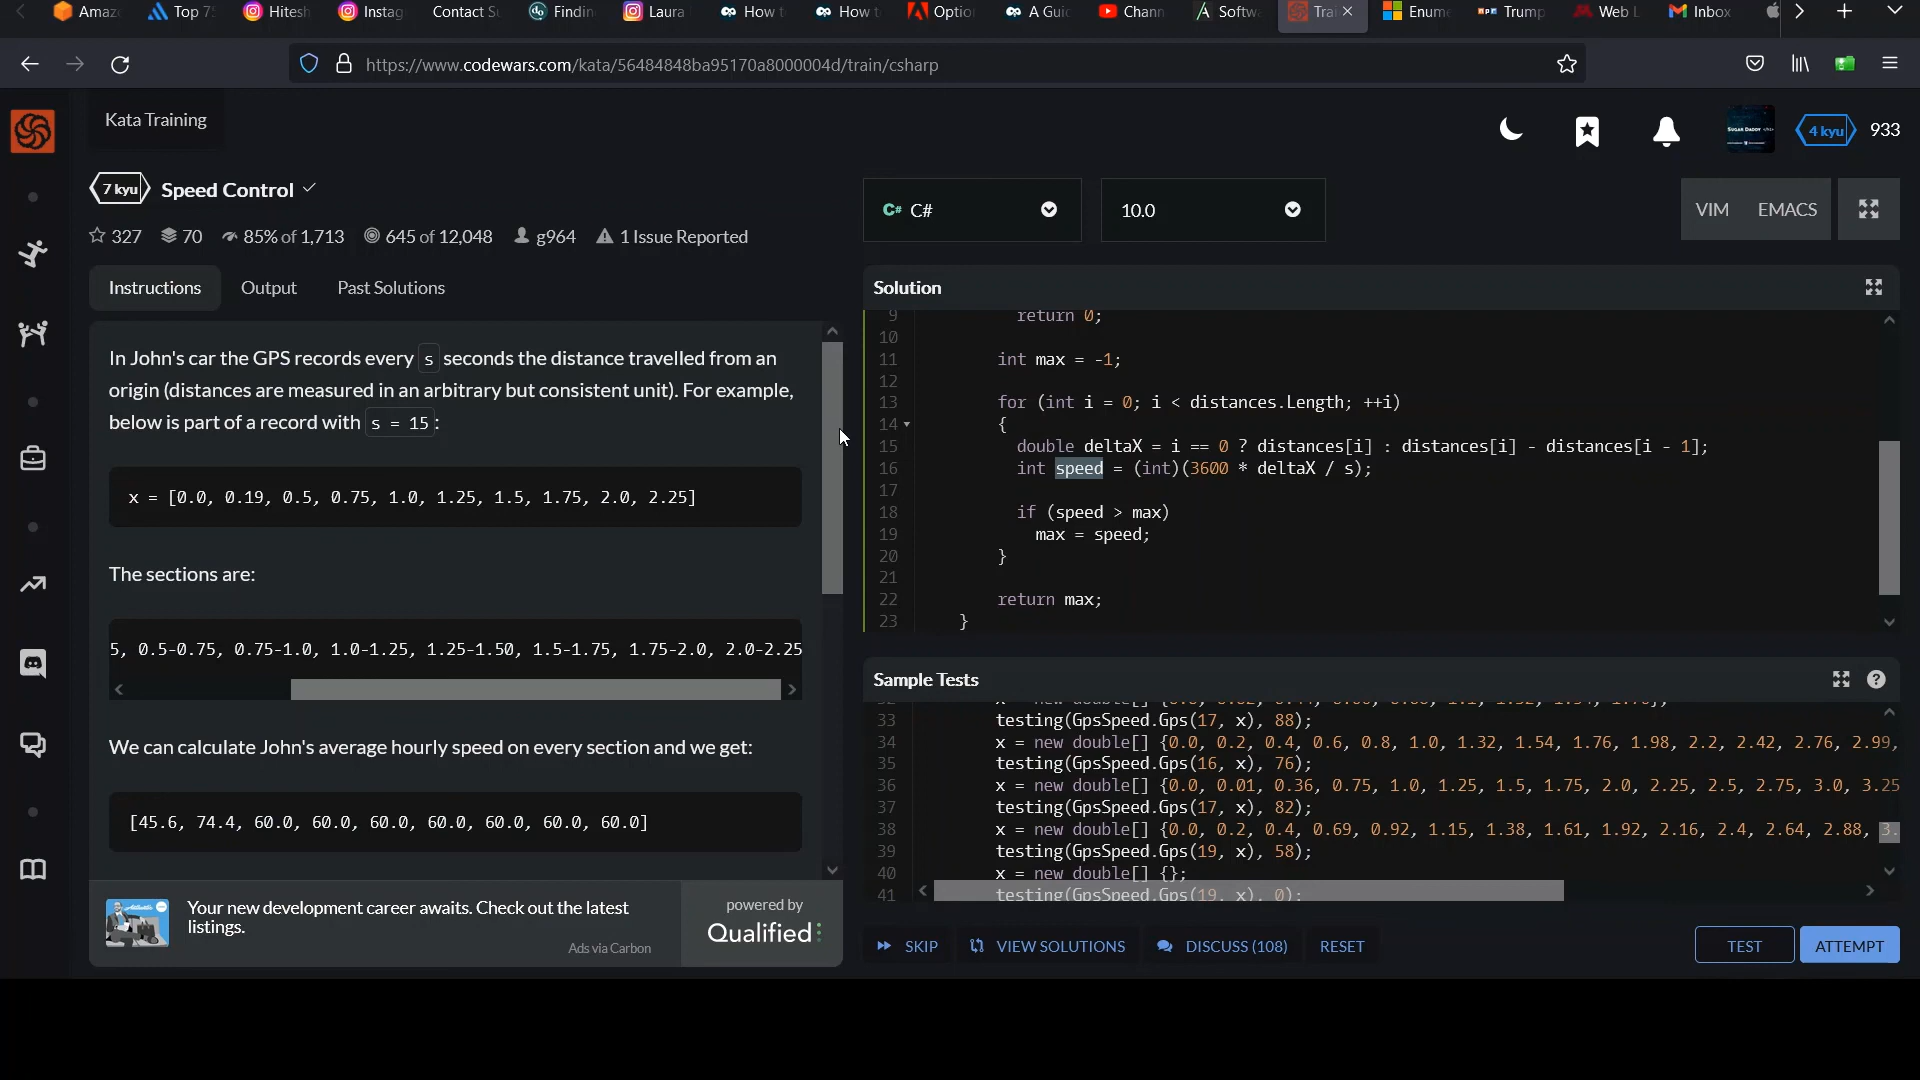 Amaz Top 7 Hitesh Instag Contact Su Findin Laura How t How t Optio A Guid Chann Softw Trai Enume Trump Web L Inbox
https://www.codewars.com/kata/56484848ba95170a8000004d/train/csharp
Kata Training
SUGAR DADDY
4 kyu 933
7 kyu Speed Control
C# C# 10.0 VIM EMACS
327 70 85% of 1,713 645 of 12,048 g964 1 Issue Reported
Instructions Output Past Solutions
In John's car the GPS records every s seconds the distance travelled from an
origin (distances are measured in an arbitrary but consistent unit). For example,
below is part of a record with s = 15:
x = [0.0, 0.19, 0.5, 0.75, 1.0, 1.25, 1.5, 1.75, 2.0, 2.25]
The sections are:
5, 0.5-0.75, 0.75-1.0, 1.0-1.25, 1.25-1.50, 1.5-1.75, 1.75-2.0, 2.0-2.25
We can calculate John's average hourly speed on every section and we get:
[45.6, 74.4, 60.0, 60.0, 60.0, 60.0, 60.0, 60.0, 60.0]
Your new development career awaits. Check out the latest
listings.
Ads via Carbon
powered by
Qualified
Solution
9 return 0;
10
11 int max = -1;
12
13 for (int i = 0; i < distances.Length; ++i)
14 {
15 double deltaX = i == 0 ? distances[i] : distances[i] - distances[i - 1];
16 int speed = (int)(3600 * deltaX / s);
17
18 if (speed > max)
19 max = speed;
20 }
21
22 return max;
23 }
Sample Tests
33 testing(GpsSpeed.Gps(17, x), 88);
34 x = new double[] {0.0, 0.2, 0.4, 0.6, 0.8, 1.0, 1.32, 1.54, 1.76, 1.98, 2.2, 2.42, 2.76, 2.99,
35 testing(GpsSpeed.Gps(16, x), 76);
36 x = new double[] {0.0, 0.01, 0.36, 0.75, 1.0, 1.25, 1.5, 1.75, 2.0, 2.25, 2.5, 2.75, 3.0, 3.25
37 testing(GpsSpeed.Gps(17, x), 82);
38 x = new double[] {0.0, 0.2, 0.4, 0.69, 0.92, 1.15, 1.38, 1.61, 1.92, 2.16, 2.4, 2.64, 2.88, 3.
39 testing(GpsSpeed.Gps(19, x), 58);
40 x = new double[] {};
41 testing(GpsSpeed.Gps(19, x), 0);
SKIP VIEW SOLUTIONS DISCUSS (108) RESET TEST ATTEMPT